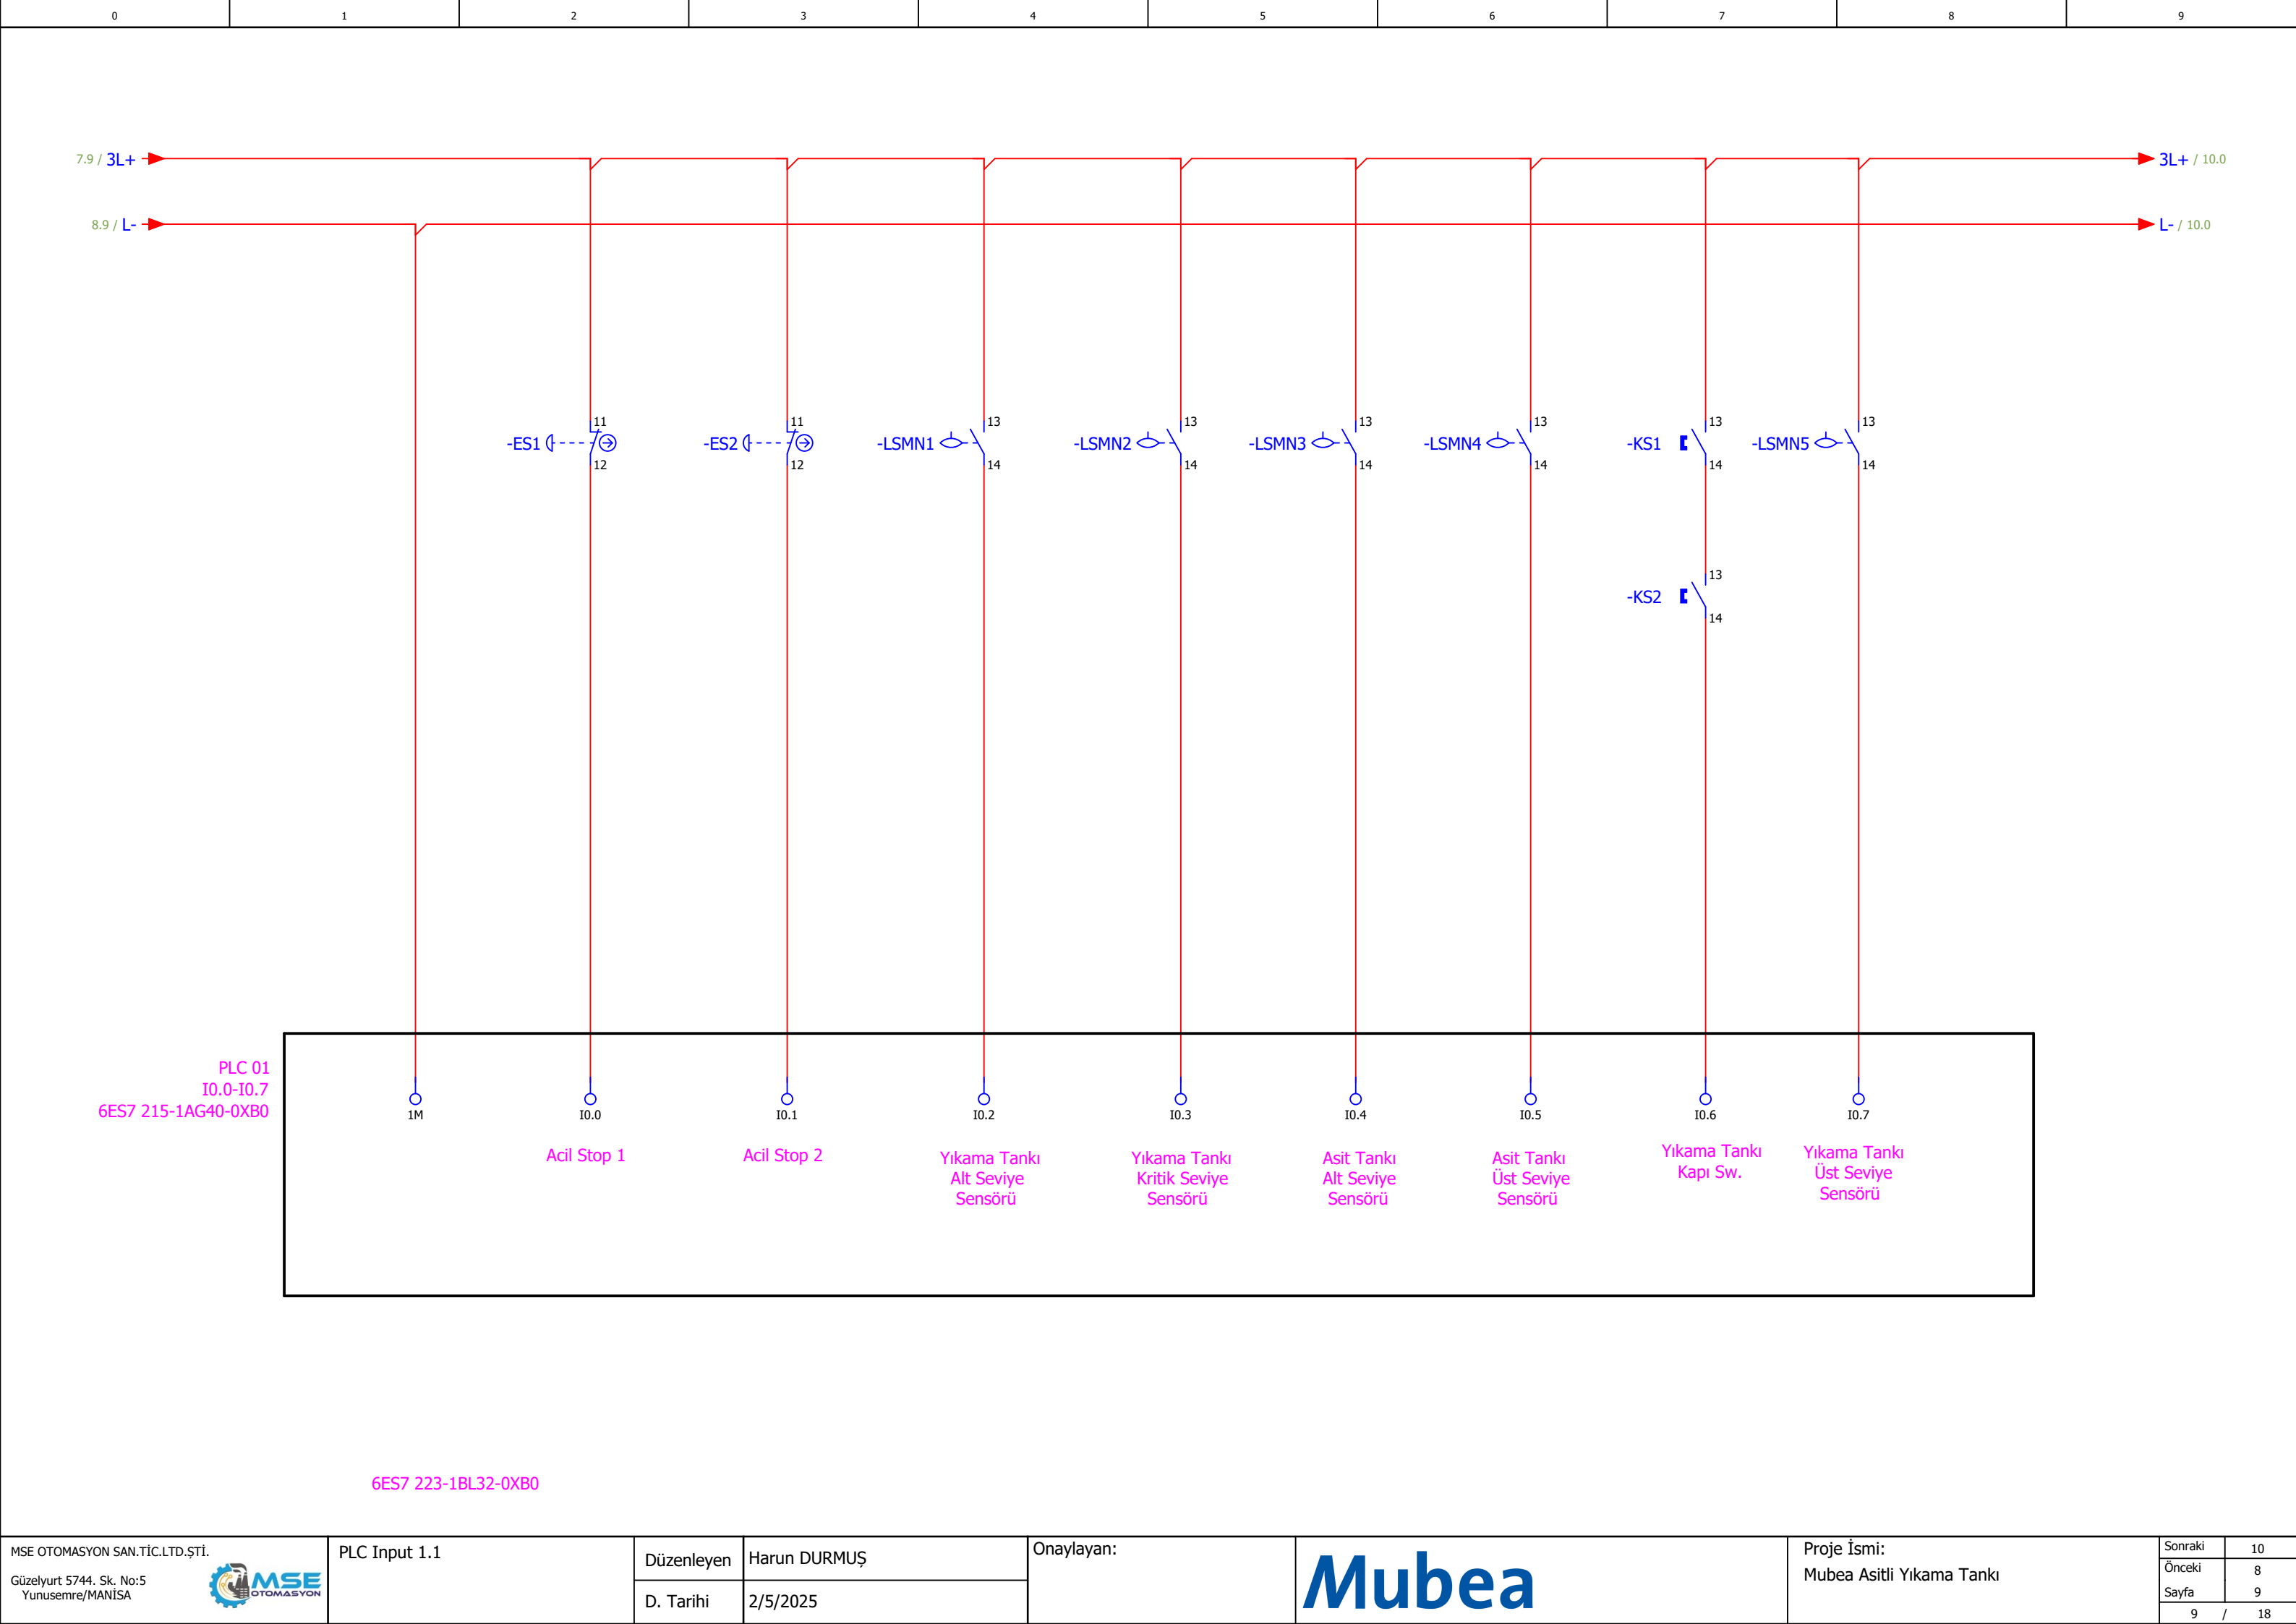 0 1 2 3 4 5 6 7 8 9
7.9 / 3L+
3L+ / 10.0
8.9 / L-
L- / 10.0
11 11 13 13 13 13 13 13
-ES1 -ES2 -LSMN1 -LSMN2 -LSMN3 -LSMN4 -KS1 -LSMN5
12 12 14 14 14 14 14 14
13
-KS2
14
PLC 01
I0.0-I0.7
6ES7 215-1AG40-0XB0
1M I0.0 I0.1 I0.2 I0.3 I0.4 I0.5 I0.6 I0.7
Acil Stop 1
Acil Stop 2
Yıkama Tankı
Alt Seviye
Sensörü
Yıkama Tankı
Kritik Seviye
Sensörü
Asit Tankı
Alt Seviye
Sensörü
Asit Tankı
Üst Seviye
Sensörü
Yıkama Tankı
Kapı Sw.
Yıkama Tankı
Üst Seviye
Sensörü
6ES7 223-1BL32-0XB0
MSE OTOMASYON SAN.TİC.LTD.ŞTİ.
Güzelyurt 5744. Sk. No:5
Yunusemre/MANİSA
MSE
OTOMASYON
PLC Input 1.1
Düzenleyen Harun DURMUŞ
D. Tarihi 2/5/2025
Onaylayan:
Mubea
Proje İsmi:
Mubea Asitli Yıkama Tankı
Sonraki 10
Önceki 8
Sayfa 9
9 / 18